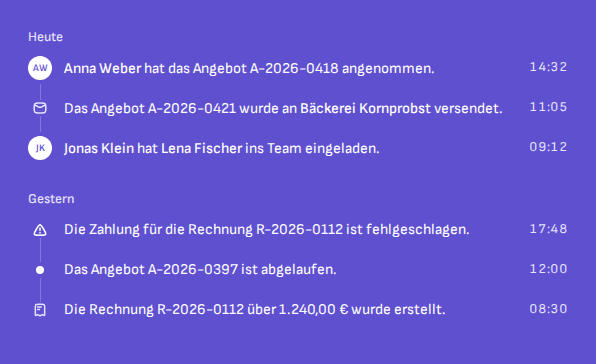 Heute
AW Anna Weber hat das Angebot A-2026-0418 angenommen. 14:32
Das Angebot A-2026-0421 wurde an Bäckerei Kornprobst versendet. 11:05
JK Jonas Klein hat Lena Fischer ins Team eingeladen. 09:12
Gestern
Die Zahlung für die Rechnung R-2026-0112 ist fehlgeschlagen. 17:48
Das Angebot A-2026-0397 ist abgelaufen. 12:00
Die Rechnung R-2026-0112 über 1.240,00 € wurde erstellt. 08:30